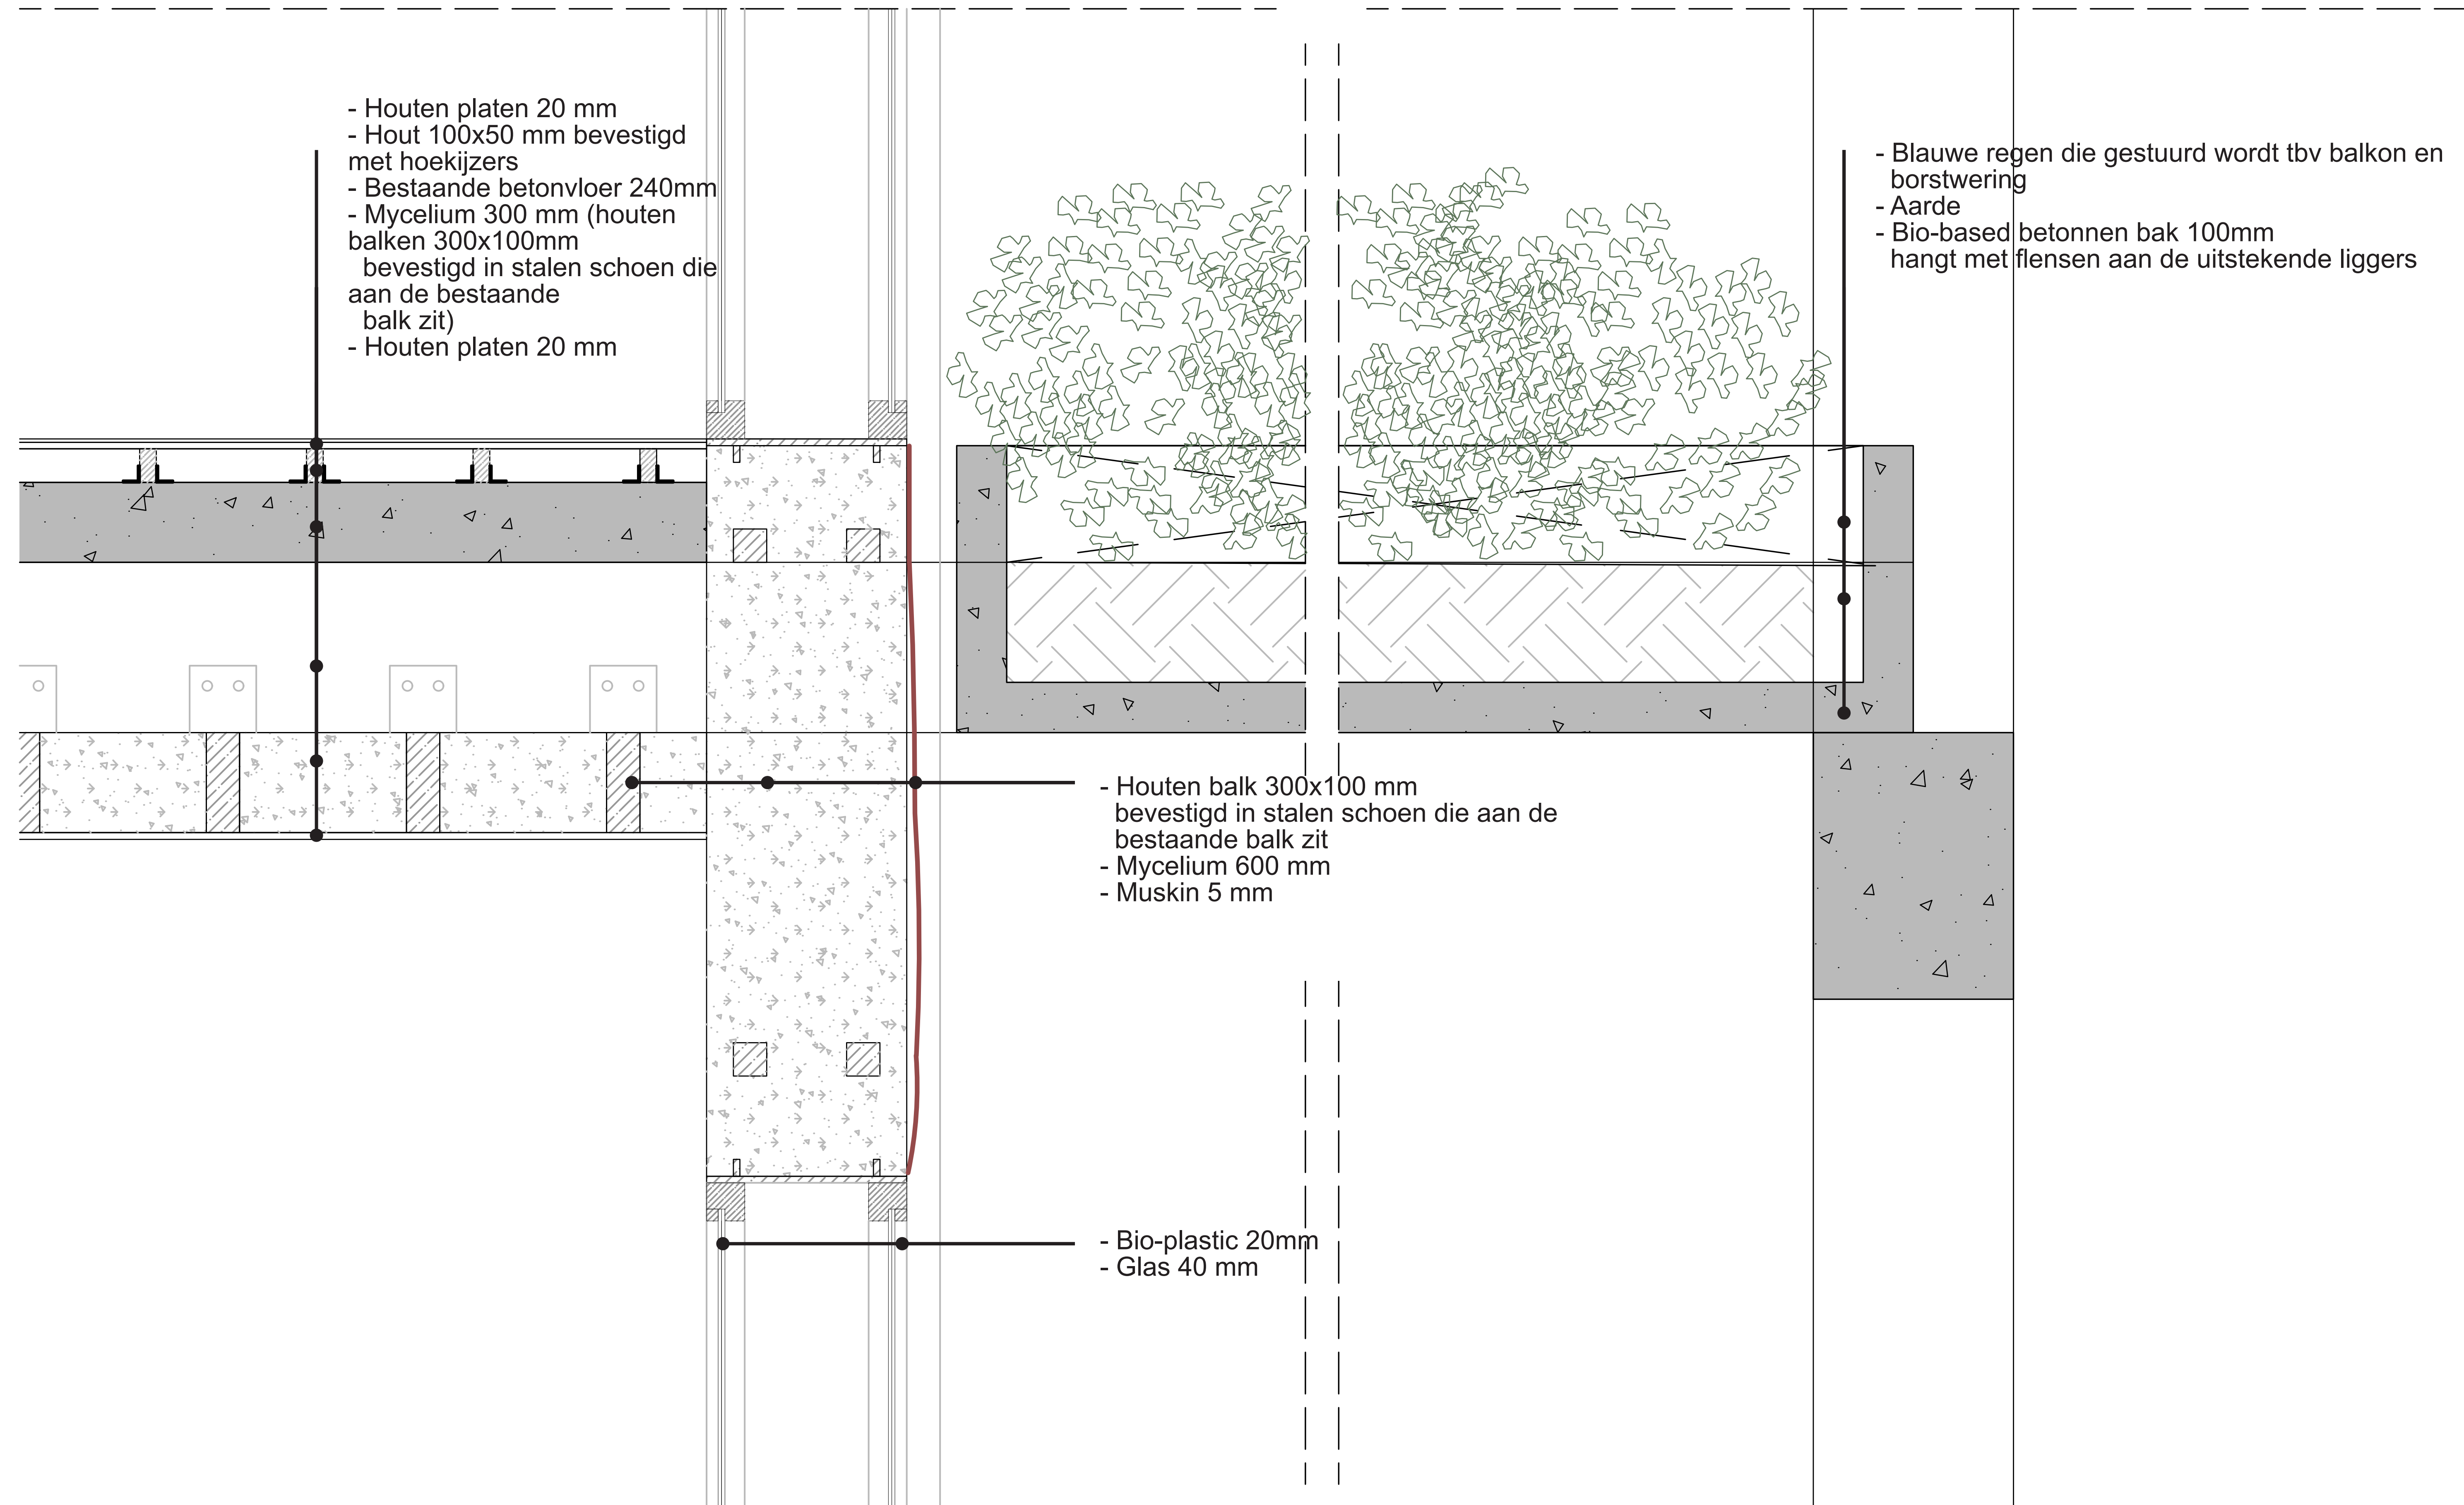 - Houten platen 20 mm
- Hout 100x50 mm bevestigd
met hoekijzers
- Bestaande betonvloer 240mm
- Mycelium 300 mm (houten
balken 300x100mm
bevestigd in stalen schoen die
aan de bestaande
balk zit)
- Houten platen 20 mm
- Blauwe regen die gestuurd wordt tbv balkon en
borstwering
- Aarde
- Bio-based betonnen bak 100mm
hangt met flensen aan de uitstekende liggers
- Houten balk 300x100 mm
bevestigd in stalen schoen die aan de
bestaande balk zit
- Mycelium 600 mm
- Muskin 5 mm
- Bio-plastic 20mm
- Glas 40 mm